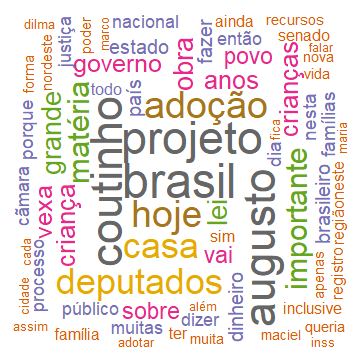 dilma
poder
marco
nacional
ainda
recursos
nordeste
justiça
estado
fazer
então
senado
falar
forma
governo
obra
povo
nova
todo
país
anos
crianças
nesta
vida
porque
grande
matéria
adoção
projeto
brasil
coutinho
augusto
dia
fica
famílias
maria
câmara
vexa
criança
hoje
lei
importante
brasileiro
regiãoneste
registro
apenas
processo
cada
cidade
casa
sim
vai
deputados
dinheiro
público
sobre
além
dizer
inclusive
assim
família
muitas
adotar
ter
maciel
queria
inss